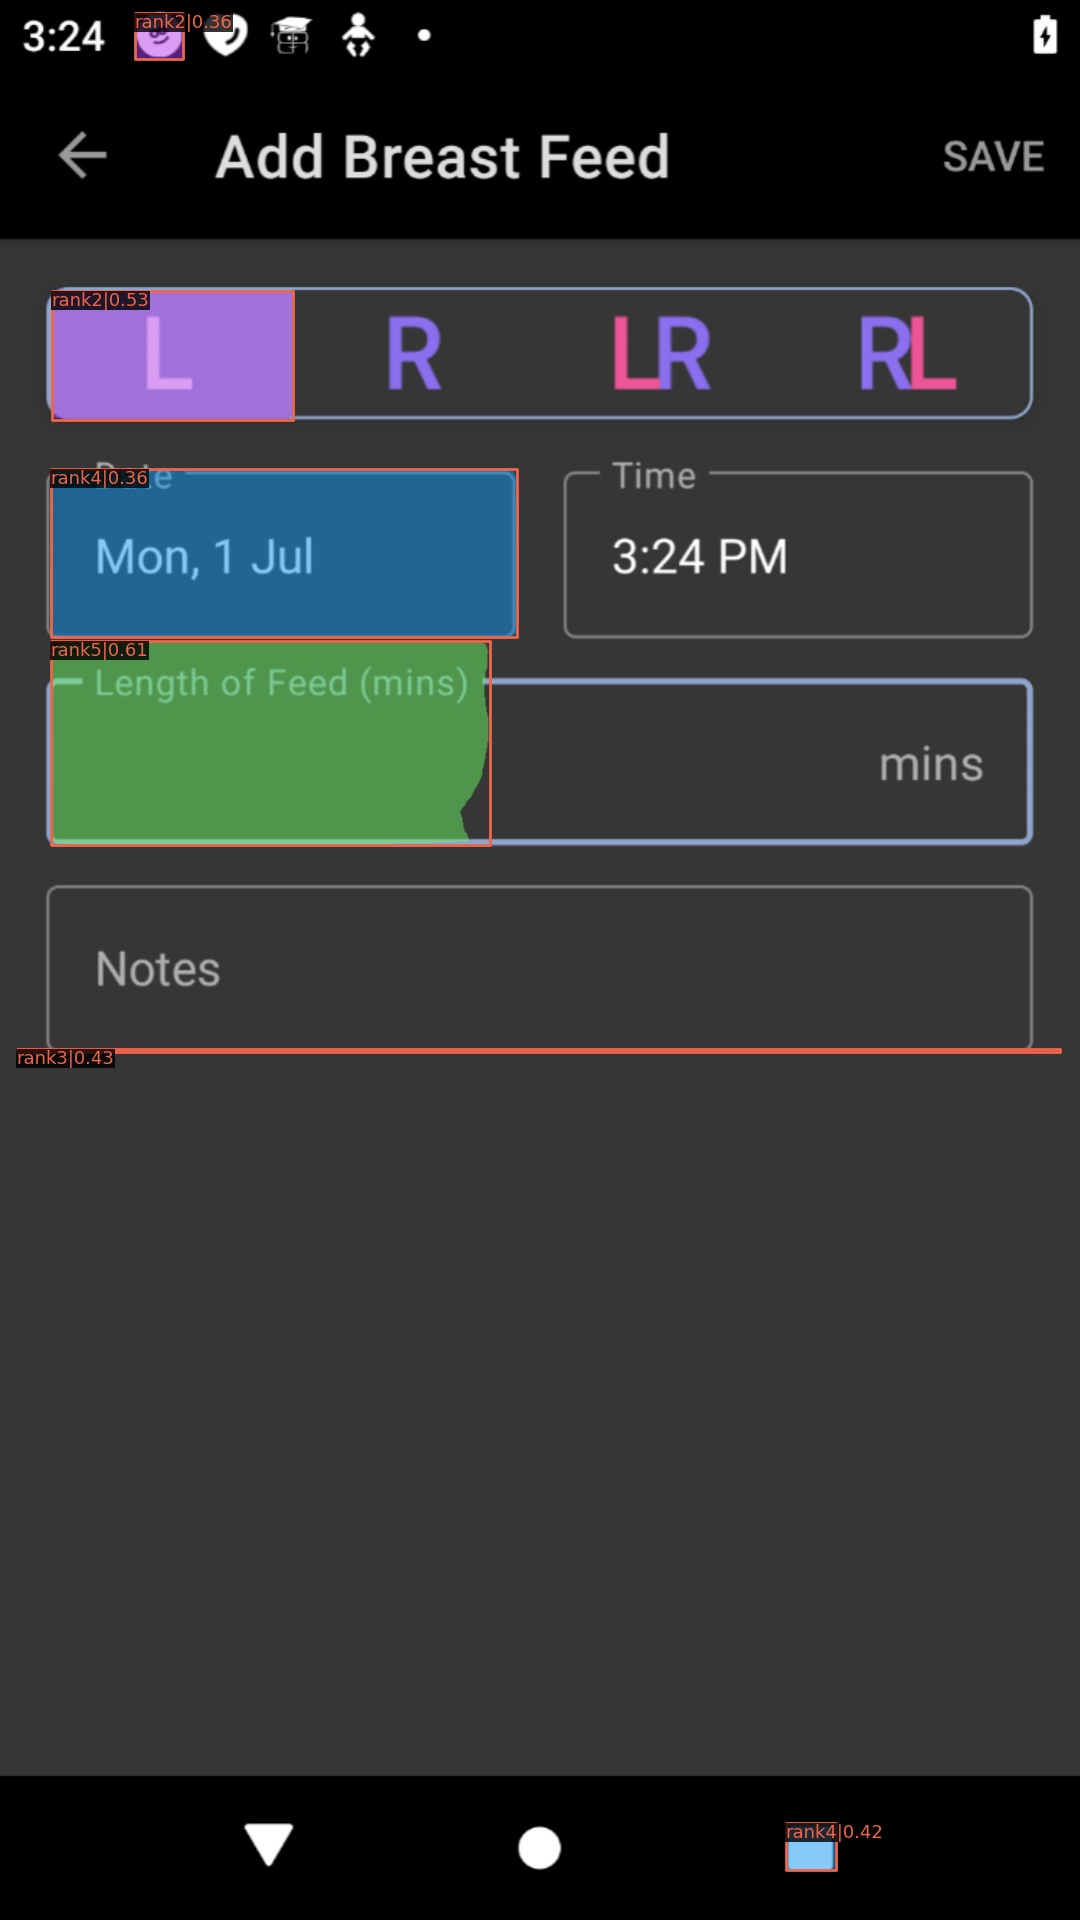 3:24
rank2|0.36
Add Breast Feed
SAVE
rank2|0.53
L
R
LR
RL
rank4|0.36
Time
Mon, 1 Jul
3:24 PM
rank5|0.61
Length of Feed (mins)
mins
Notes
rank3|0.43
rank4|0.42